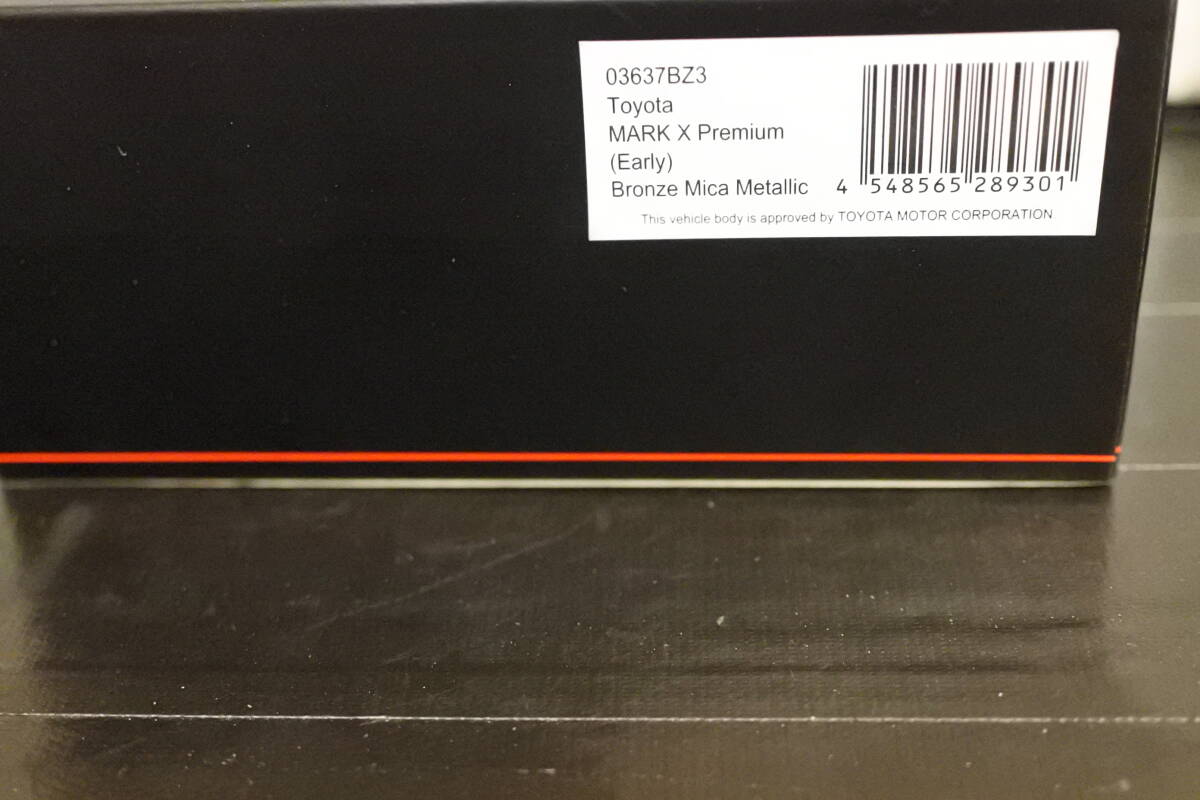 03637BZ3
Toyota
MARK X Premium
(Early)
Bronze Mica Metallic
4 548565 289301
This vehicle body is approved by TOYOTA MOTOR CORPORATION